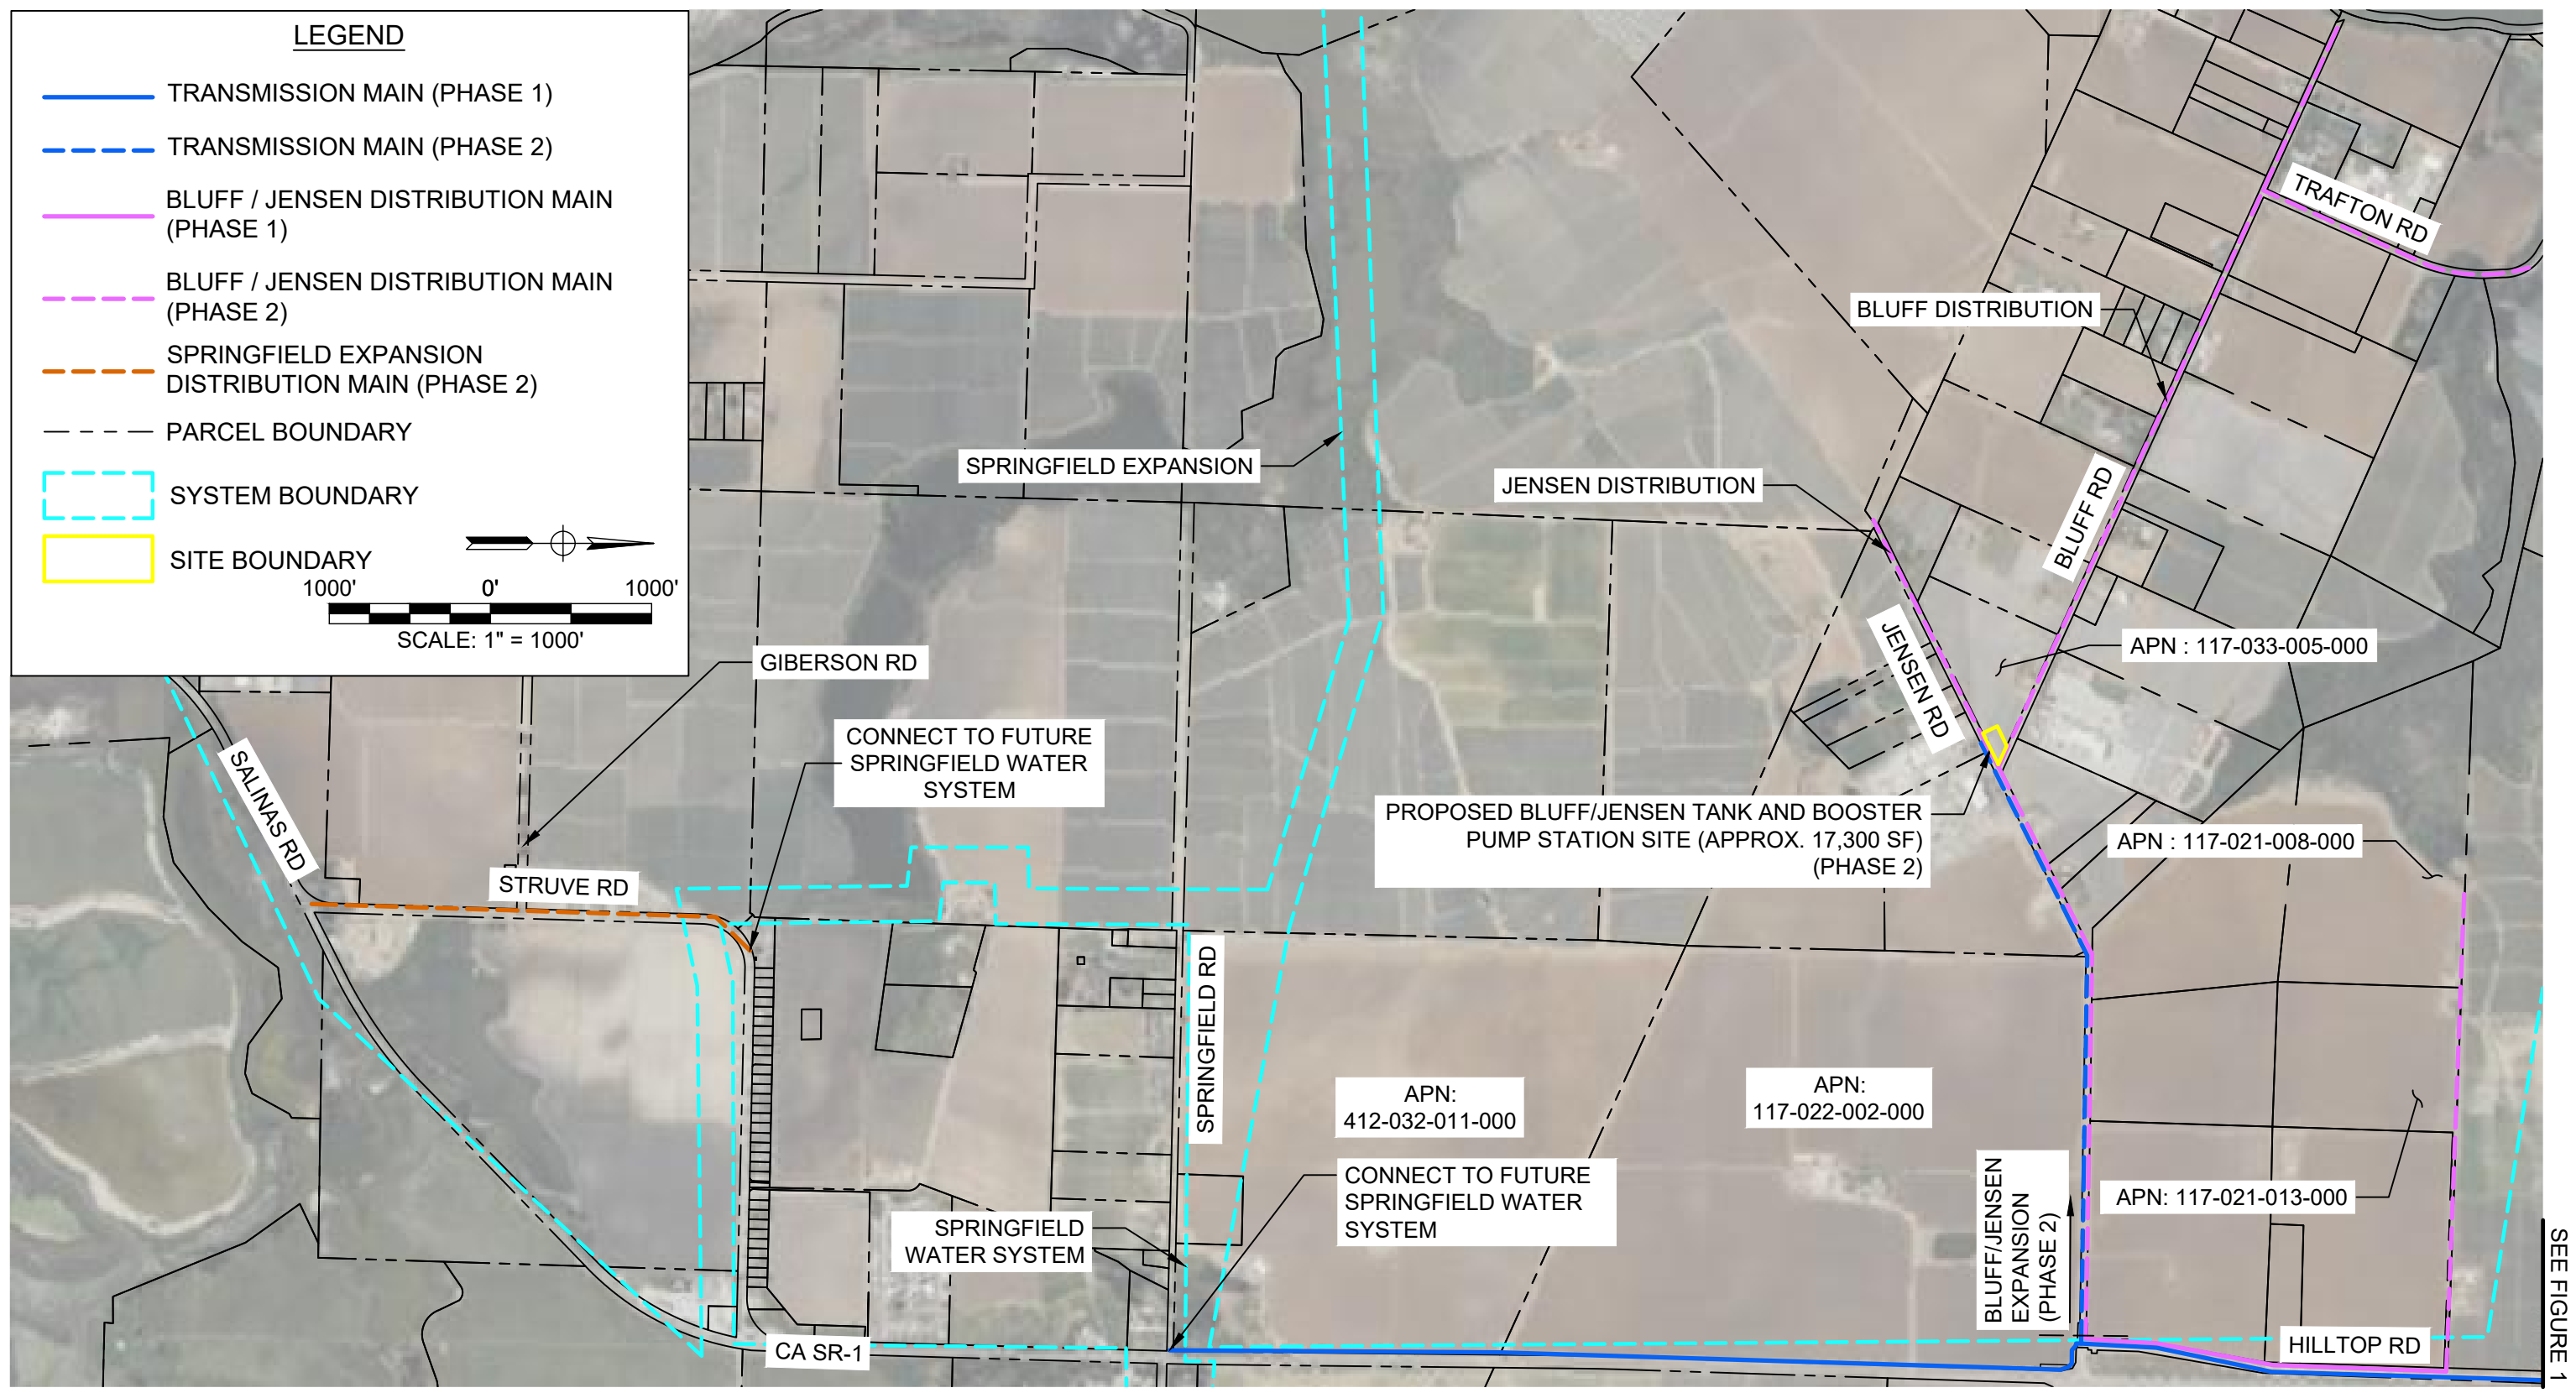 LEGEND
TRANSMISSION MAIN (PHASE 1)
TRANSMISSION MAIN (PHASE 2)
BLUFF / JENSEN DISTRIBUTION MAIN
(PHASE 1)
BLUFF / JENSEN DISTRIBUTION MAIN
(PHASE 2)
SPRINGFIELD EXPANSION
DISTRIBUTION MAIN (PHASE 2)
PARCEL BOUNDARY
SYSTEM BOUNDARY
SITE BOUNDARY
1000' 0' 1000'
SCALE: 1" = 1000'
TRAFTON RD
BLUFF DISTRIBUTION
SPRINGFIELD EXPANSION
JENSEN DISTRIBUTION
BLUFF RD
APN : 117-033-005-000
GIBERSON RD
JENSEN RD
CONNECT TO FUTURE
SPRINGFIELD WATER
SYSTEM
SALINAS RD
PROPOSED BLUFF/JENSEN TANK AND BOOSTER
PUMP STATION SITE (APPROX. 17,300 SF)
(PHASE 2)
APN : 117-021-008-000
STRUVE RD
SPRINGFIELD RD
APN:
412-032-011-000
APN:
117-022-002-000
CONNECT TO FUTURE
SPRINGFIELD WATER
SYSTEM
BLUFF/JENSEN
EXPANSION
(PHASE 2)
APN: 117-021-013-000
SPRINGFIELD
WATER SYSTEM
CA SR-1
HILLTOP RD
SEE FIGURE 1